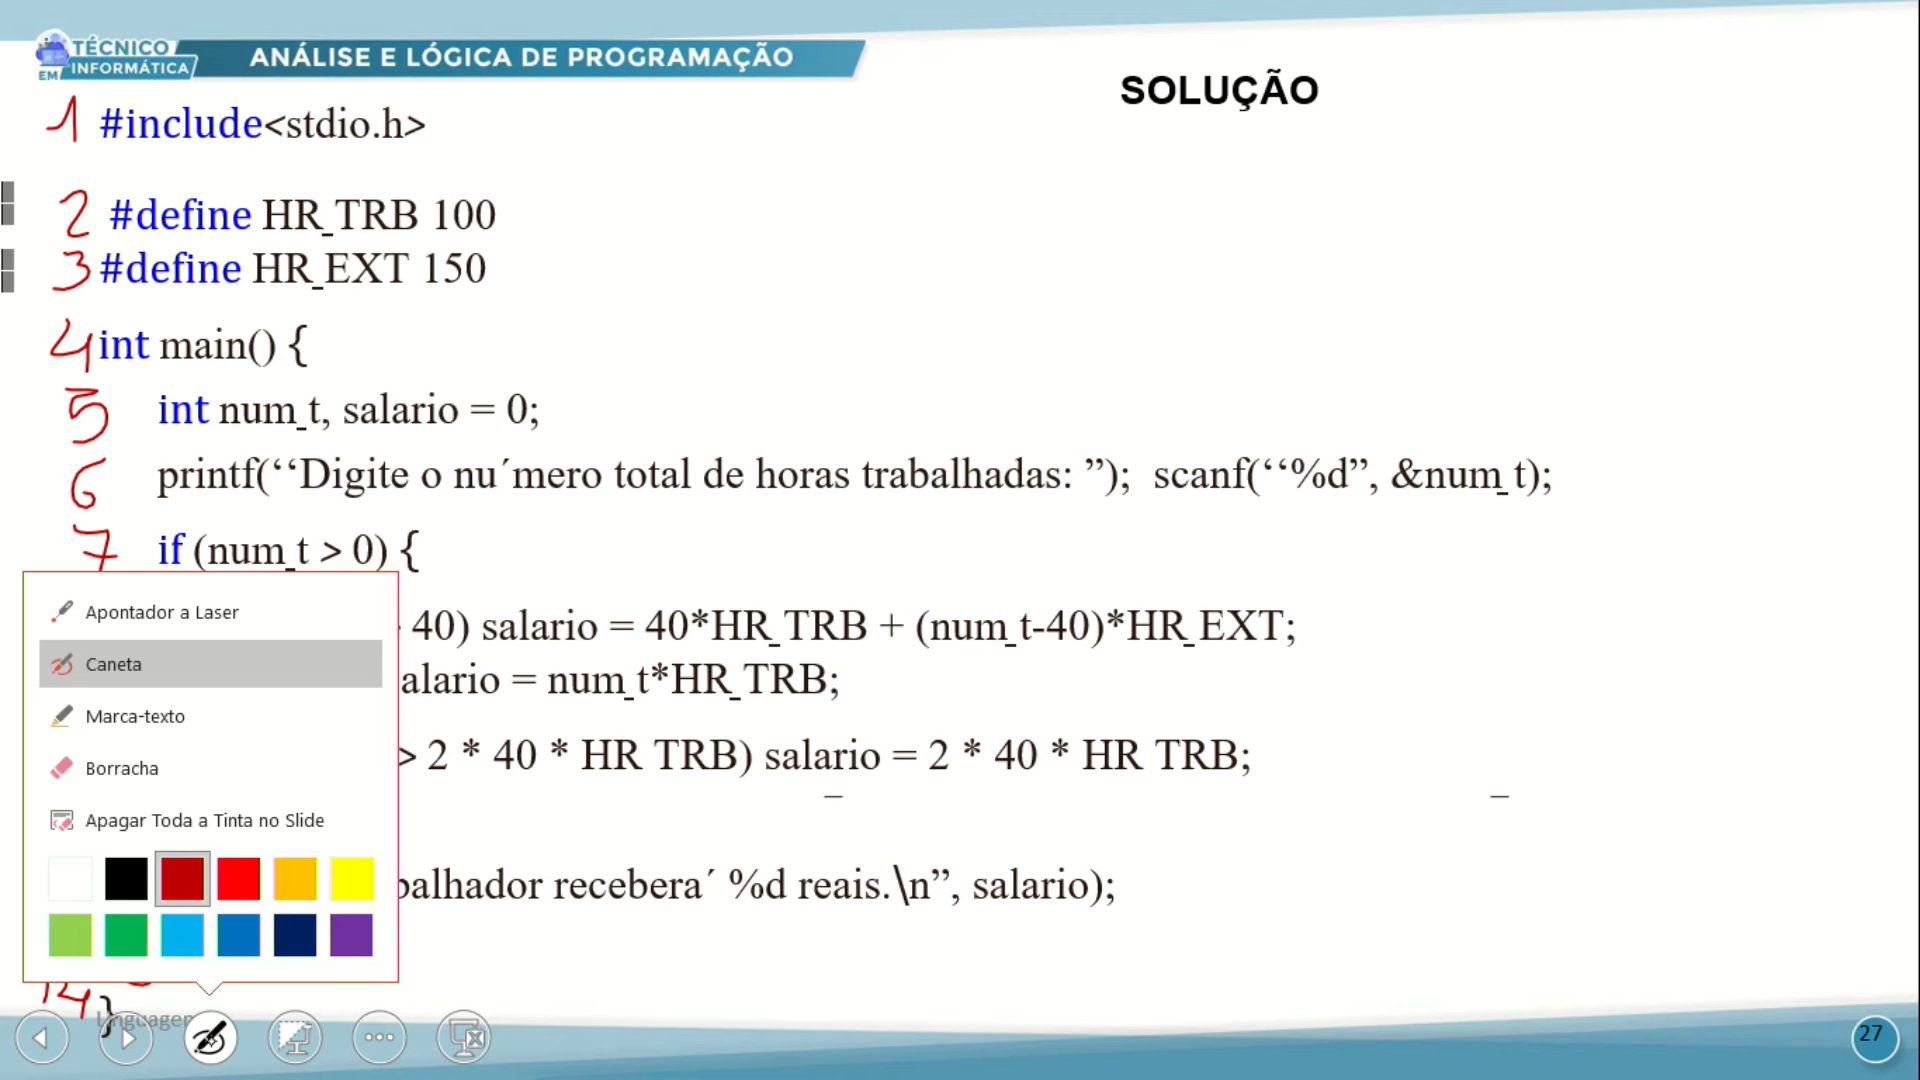 TÉCNICO
EM INFORMÁTICA
ANÁLISE E LÓGICA DE PROGRAMAÇÃO
SOLUÇÃO
1 #include<stdio.h>
2 #define HR_TRB 100
3 #define HR_EXT 150
4 int main() {
5 int num_t, salario = 0;
6 printf(‘‘Digite o nu´mero total de horas trabalhadas: ”); scanf(‘‘%d”, &num_t);
7 if (num_t > 0) {
40) salario = 40*HR_TRB + (num_t-40)*HR_EXT;
alario = num_t*HR_TRB;
> 2 * 40 * HR TRB) salario = 2 * 40 * HR TRB;
_ _
balhador recebera´ %d reais.\n”, salario);
14 }
Apontador a Laser
Caneta
Marca-texto
Borracha
Apagar Toda a Tinta no Slide
Linguagem
27